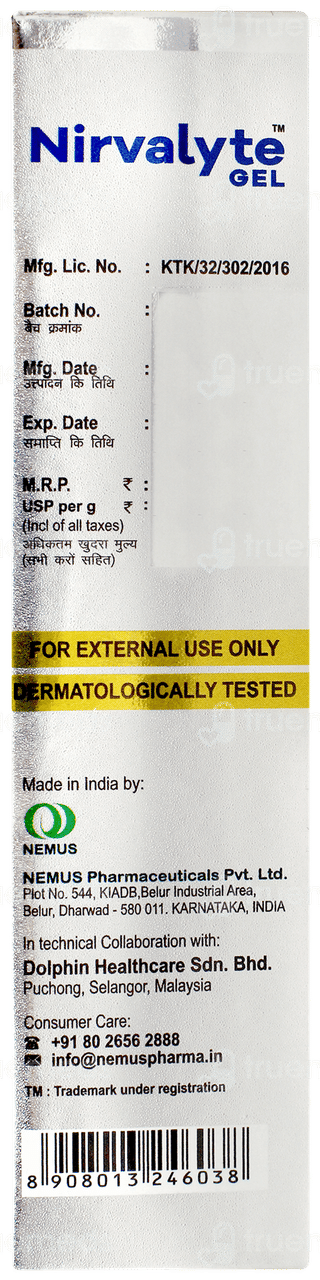 Nirvalyte™
GEL
Mfg. Lic. No. : KTK/32/302/2016
Batch No. :
बैच क्रमांक
Mfg. Date :
उत्पादन कि तिथि
Exp. Date :
समाप्ति कि तिथि
M.R.P. ₹ :
USP per g ₹ :
(Incl of all taxes)
अधिकतम खुदरा मुल्य
(सभी करों सहित)
FOR EXTERNAL USE ONLY
DERMATOLOGICALLY TESTED
Made in India by:
NEMUS
NEMUS Pharmaceuticals Pvt. Ltd.
Plot No. 544, KIADB,Belur Industrial Area,
Belur, Dharwad - 580 011. KARNATAKA, INDIA
In technical Collaboration with:
Dolphin Healthcare Sdn. Bhd.
Puchong, Selangor, Malaysia
Consumer Care:
+91 80 2656 2888
info@nemuspharma.in
TM : Trademark under registration
8 908013 246038